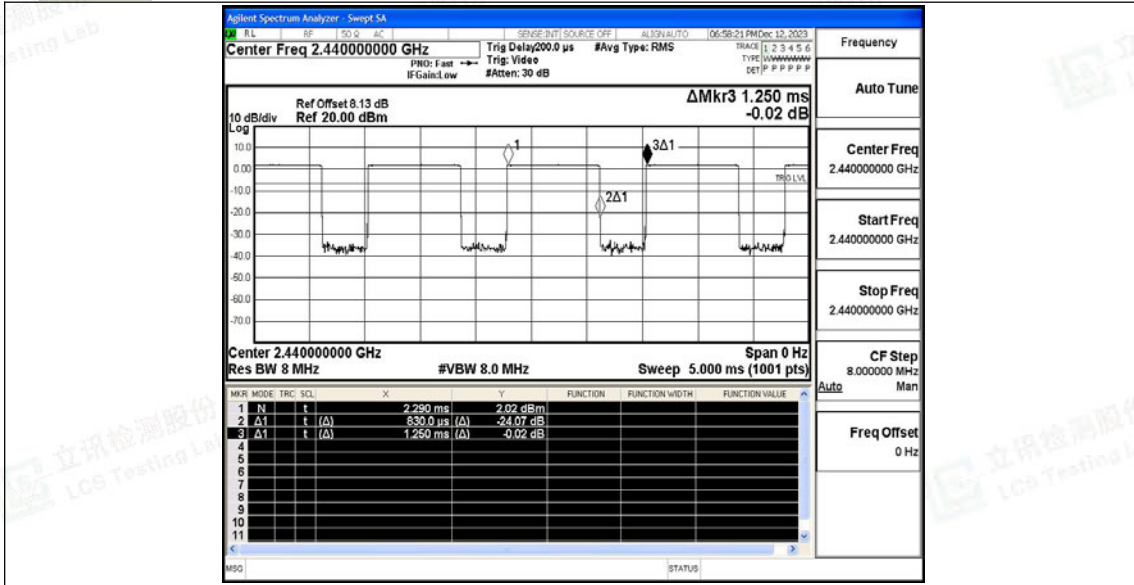 Agilent Spectrum Analyzer - Swept SA
RL RF 50 Ω AC SENSE:INT SOURCE OFF ALIGN AUTO 06:58:21 PM Dec 12, 2023
Center Freq 2.440000000 GHz Trig Delay200.0 µs #Avg Type: RMS TRACE 1 2 3 4 5 6
PNO: Fast Trig: Video TYPE WWWWWW
IFGain:Low #Atten: 30 dB DET P P P P P P
Frequency
Auto Tune
Center Freq
2.440000000 GHz
Start Freq
2.440000000 GHz
Stop Freq
2.440000000 GHz
CF Step
8.000000 MHz
Auto Man
Freq Offset
0 Hz
ΔMkr3 1.250 ms
-0.02 dB
Ref Offset 8.13 dB
10 dB/div Ref 20.00 dBm
Log
10.0
0.00
-10.0
-20.0
-30.0
-40.0
-50.0
-60.0
-70.0
1
3Δ1
2Δ1
TRIG LVL
Center 2.440000000 GHz Span 0 Hz
Res BW 8 MHz #VBW 8.0 MHz Sweep 5.000 ms (1001 pts)
MKR MODE TRC SCL X Y FUNCTION FUNCTION WIDTH FUNCTION VALUE
1 N t 2.290 ms 2.02 dBm
2 Δ1 t (Δ) 830.0 µs (Δ) -24.07 dB
3 Δ1 t (Δ) 1.250 ms (Δ) -0.02 dB
4
5
6
7
8
9
10
11
MSG STATUS
立讯检测股份
LCS Testing Lab